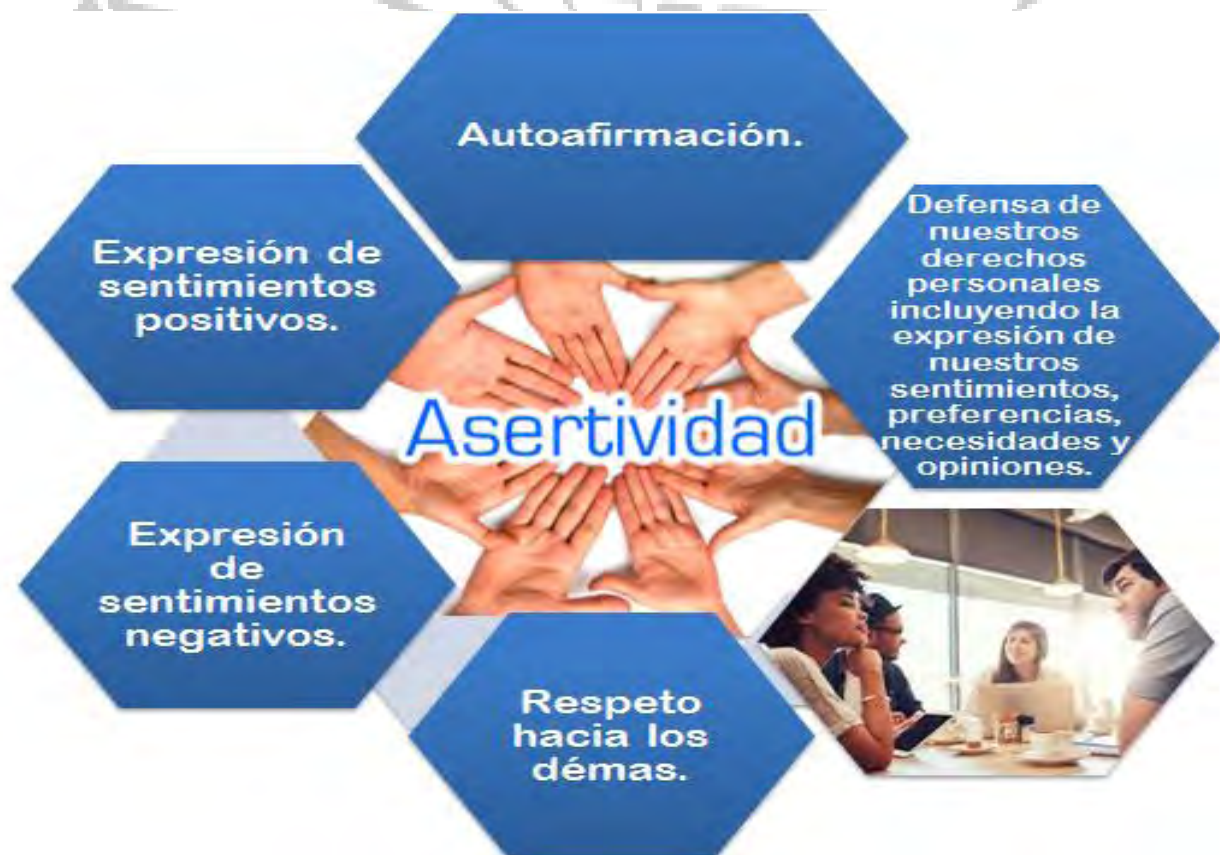 Autoafirmación.
Defensa de
nuestros
derechos
personales
incluyendo la
expresión de
nuestros
sentimientos,
preferencias,
necesidades y
opiniones.
Expresión de
sentimientos
positivos.
Asertividad
Expresión
de
sentimientos
negativos.
Respeto
hacia los
démas.